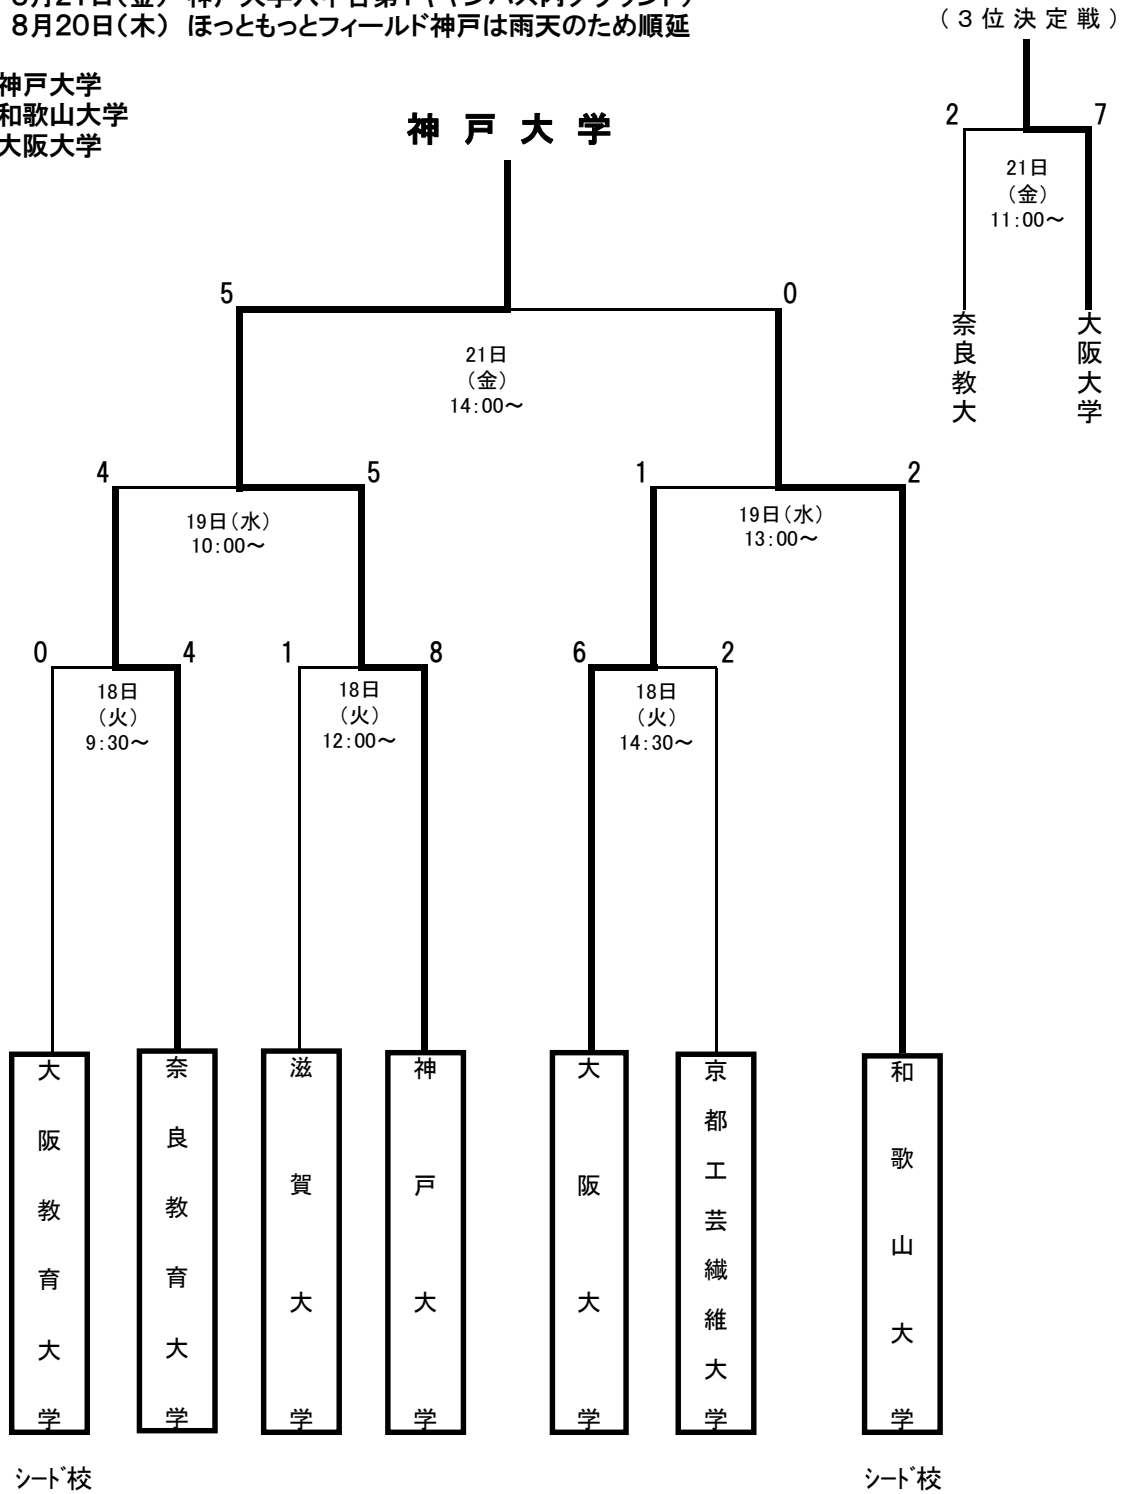 8月20日(木) ほっともっとフィールド神戸は雨天のため順延
(3位決定戦)
神戸大学
和歌山大学
大阪大学
神戸大学
2
7
21日
(金)
11:00～
奈良教大
大阪大学
5
0
21日
(金)
14:00～
4
5
1
2
19日(水)
10:00～
19日(水)
13:00～
0
4
1
8
6
2
18日
(火)
9:30～
18日
(火)
12:00～
18日
(火)
14:30～
大阪教育大学
奈良教育大学
滋賀大学
神戸大学
大阪大学
京都工芸繊維大学
和歌山大学
ｼｰﾄﾞ校
ｼｰﾄﾞ校